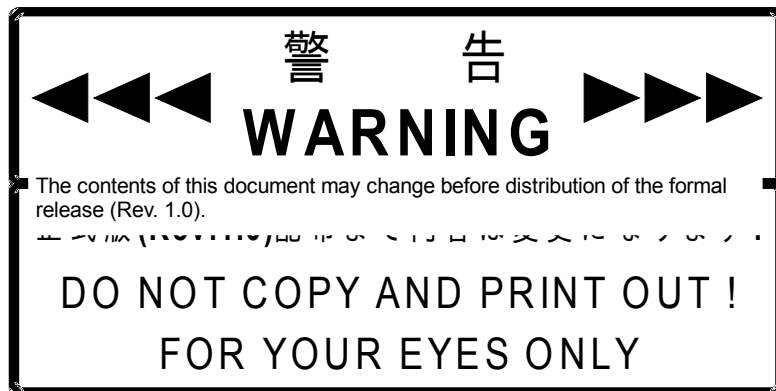 警 告
WARNING
The contents of this document may change before distribution of the formal
release (Rev. 1.0).
DO NOT COPY AND PRINT OUT !
FOR YOUR EYES ONLY